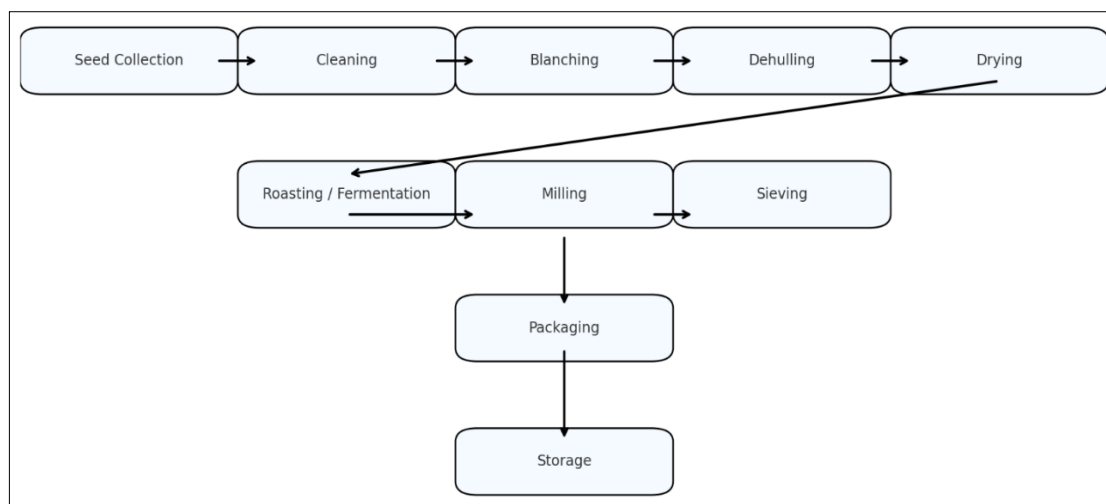 Seed Collection
Cleaning
Blanching
Dehulling
Drying
Roasting / Fermentation
Milling
Sieving
Packaging
Storage